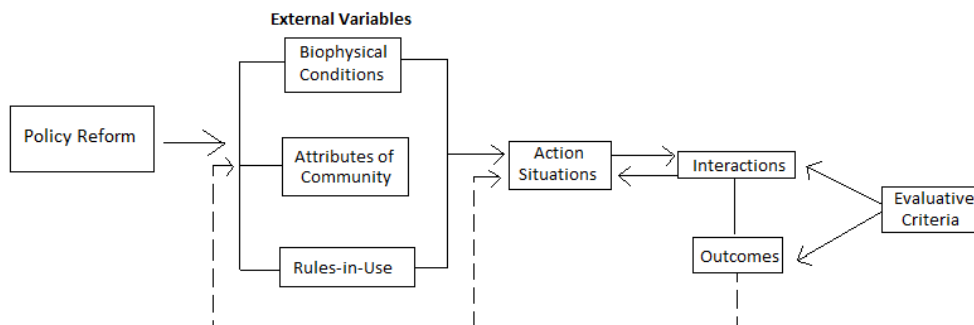 External Variables
Biophysical
Conditions
Policy Reform
Attributes of
Community
Action
Situations
Interactions
Evaluative
Criteria
Rules-in-Use
Outcomes